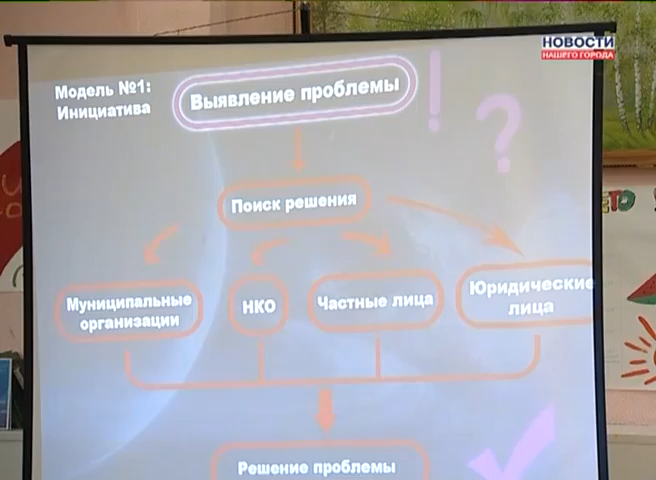 НОВОСТИ
НАШЕГО ГОРОДА
Модель №1:
Инициатива
Выявление проблемы
!
?
Поиск решения
Муниципальные
организации
НКО
Частные лица
Юридические
лица
Решение проблемы